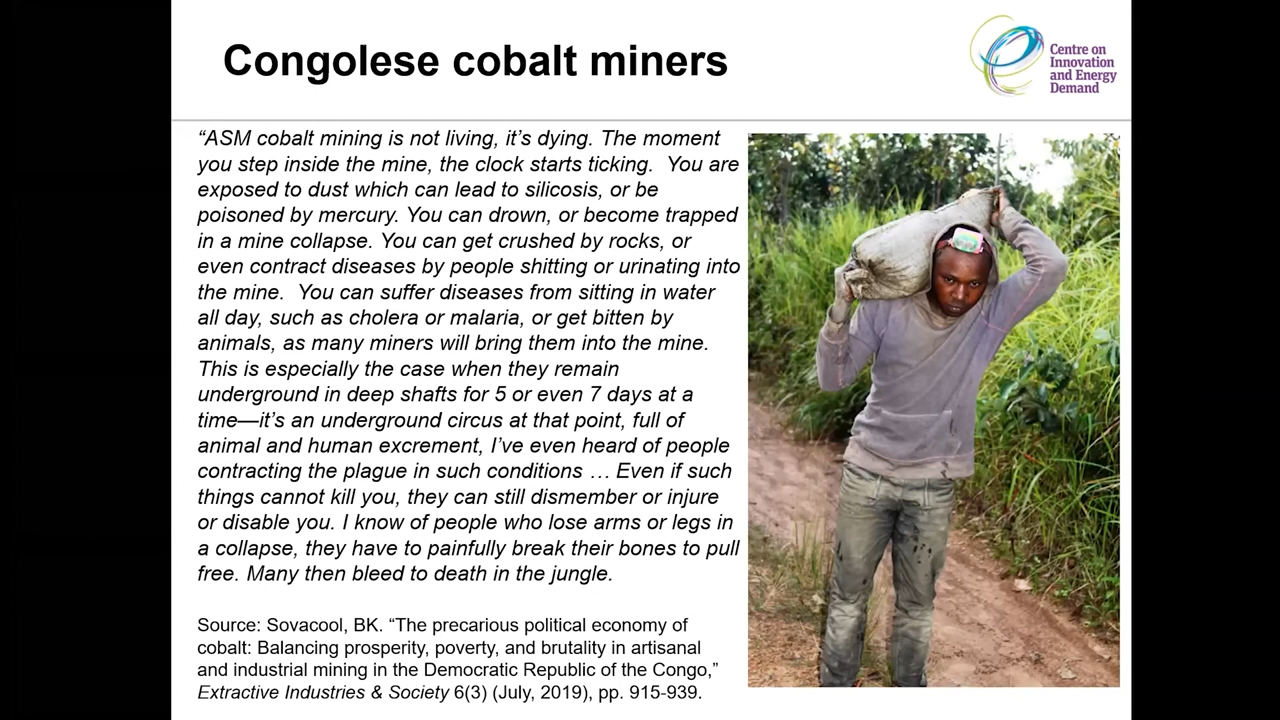 Congolese cobalt miners
Centre on
Innovation
and Energy
Demand
“ASM cobalt mining is not living, it’s dying. The moment
you step inside the mine, the clock starts ticking.  You are
exposed to dust which can lead to silicosis, or be
poisoned by mercury. You can drown, or become trapped
in a mine collapse. You can get crushed by rocks, or
even contract diseases by people shitting or urinating into
the mine.  You can suffer diseases from sitting in water
all day, such as cholera or malaria, or get bitten by
animals, as many miners will bring them into the mine.
This is especially the case when they remain
underground in deep shafts for 5 or even 7 days at a
time—it’s an underground circus at that point, full of
animal and human excrement, I’ve even heard of people
contracting the plague in such conditions … Even if such
things cannot kill you, they can still dismember or injure
or disable you. I know of people who lose arms or legs in
a collapse, they have to painfully break their bones to pull
free. Many then bleed to death in the jungle.
Source: Sovacool, BK. “The precarious political economy of
cobalt: Balancing prosperity, poverty, and brutality in artisanal
and industrial mining in the Democratic Republic of the Congo,”
Extractive Industries & Society 6(3) (July, 2019), pp. 915-939.